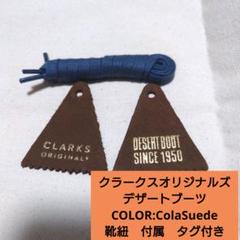 CLARKS
ORIGINALS
DESERT BOOT
SINCE 1950
クラークスオリジナルズ
デザートブーツ
COLOR:ColaSuede
靴紐　付属　タグ付き